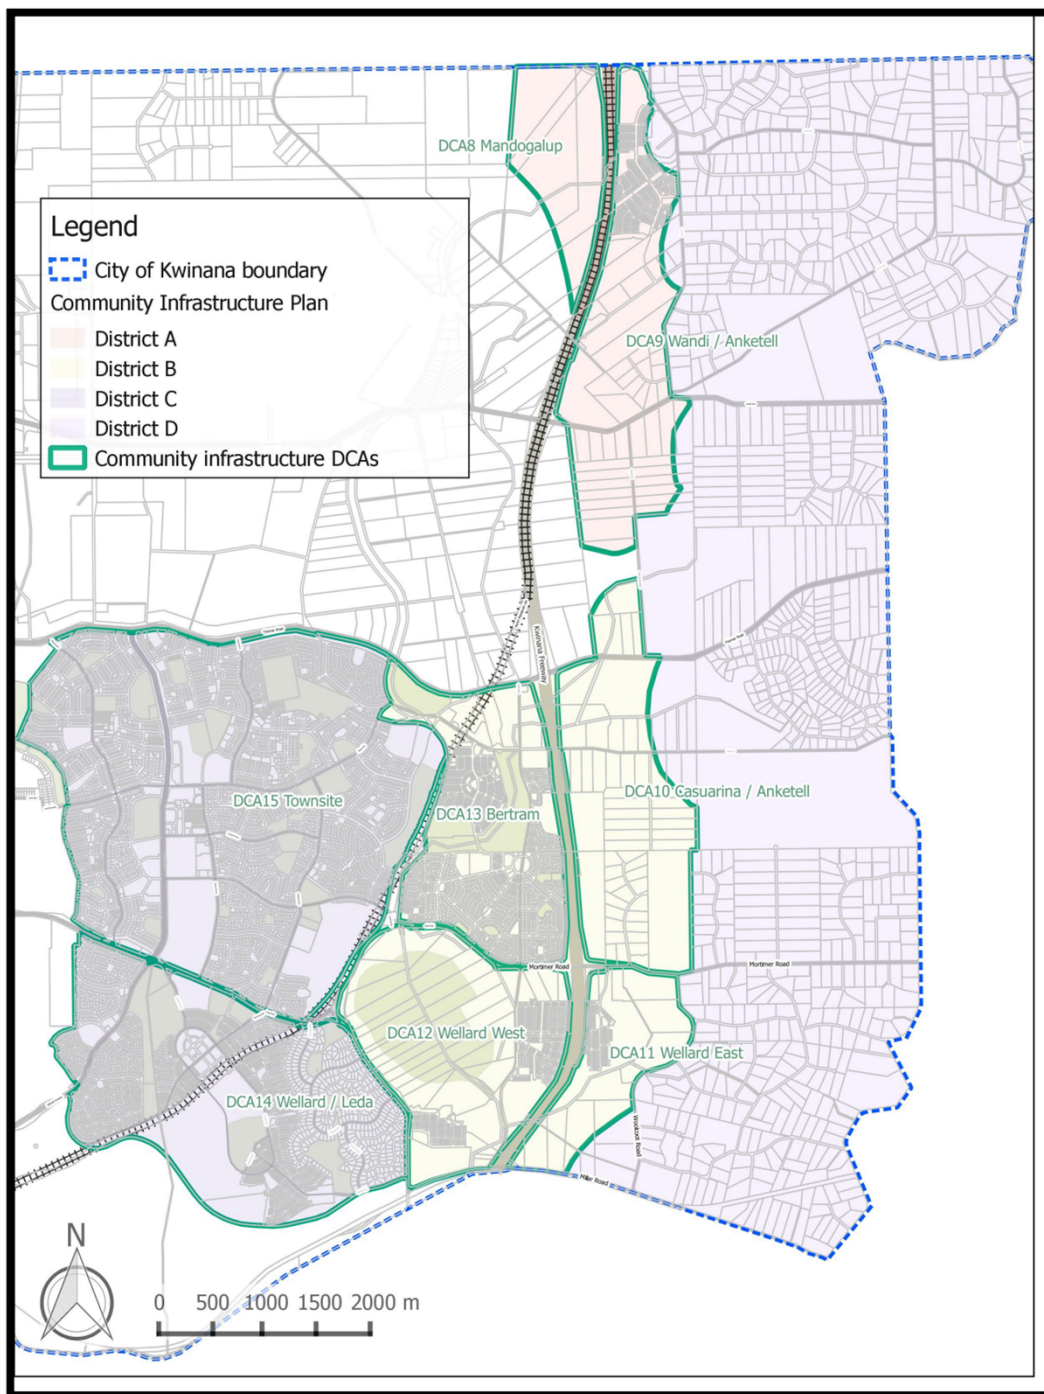 DCA8 Mandogalup
Legend
City of Kwinana boundary
Community Infrastructure Plan
District A
District B
District C
District D
Community infrastructure DCAs
DCA9 Wandi / Anketell
Kwinana Freeway
DCA10 Casuarina / Anketell
DCA15 Townsite
DCA13 Bertram
Mortimer Road
Mortimer Road
DCA12 Wellard West
DCA11 Wellard East
DCA14 Wellard / Leda
Woolcoot Road
Millar Road
N
0 500 1000 1500 2000 m